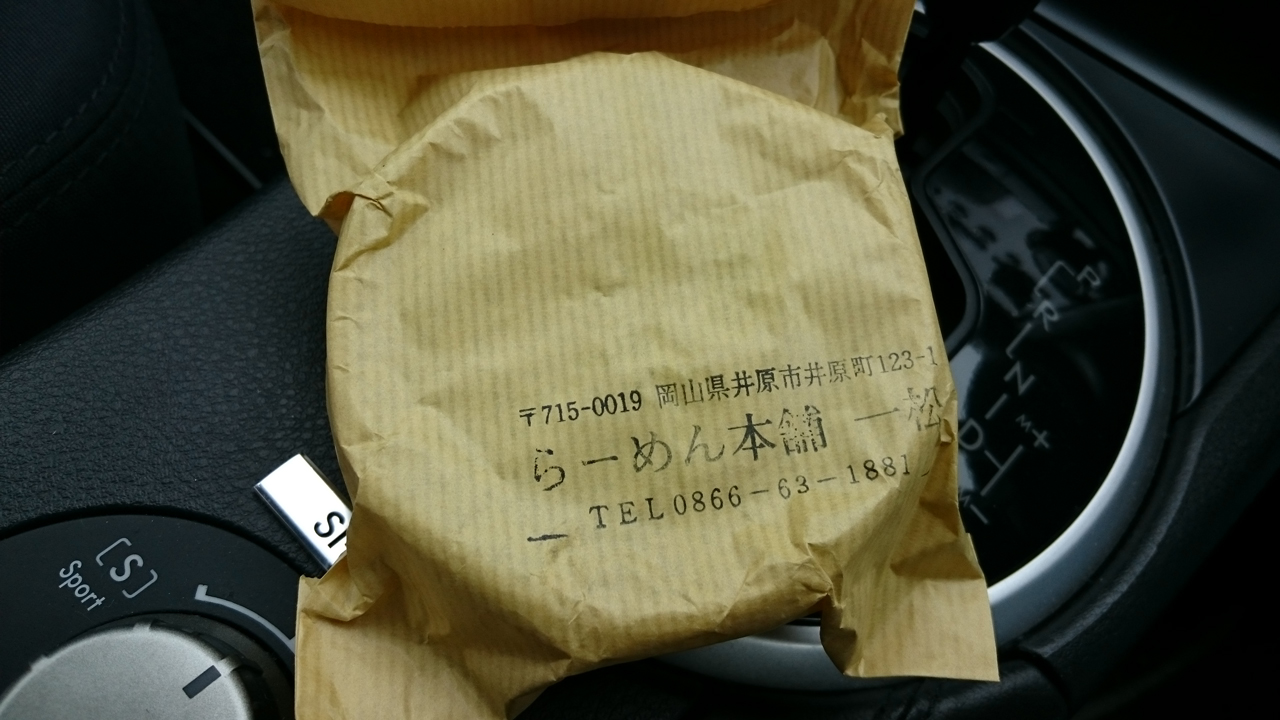 〒715-0019 岡山県井原市井原町123-1
らーめん本舗 一松
TEL0866-63-1881
[S]
Sport
R
N
D
M
+